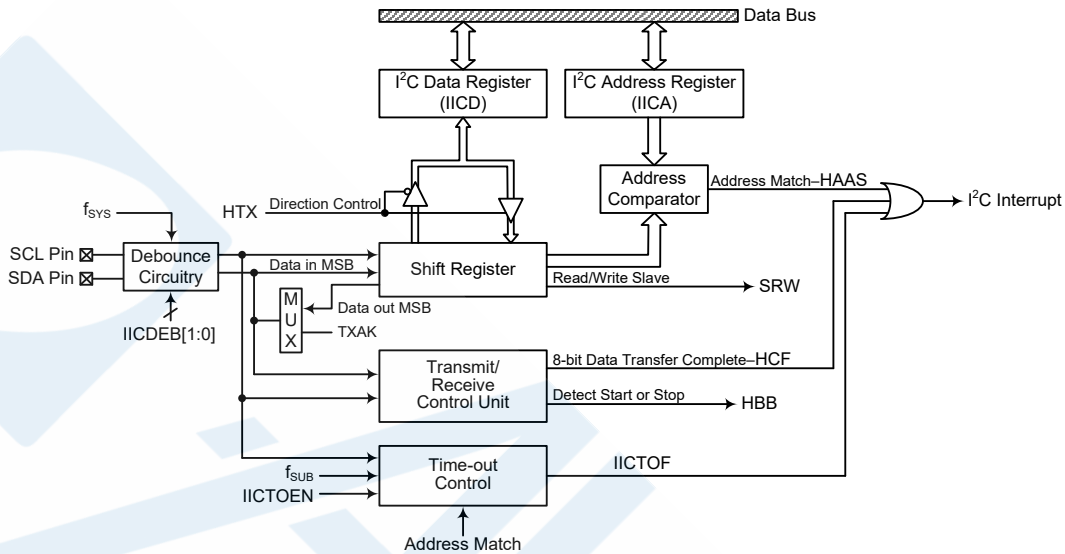 Data Bus
I²C Data Register
(IICD)
I²C Address Register
(IICA)
Address
Comparator
Address Match–HAAS
I²C Interrupt
HTX
Direction Control
fSYS
SCL Pin
SDA Pin
Debounce
Circuitry
IICDEB[1:0]
Data in MSB
Shift Register
Read/Write Slave
SRW
M
U
X
Data out MSB
TXAK
Transmit/
Receive
Control Unit
8-bit Data Transfer Complete–HCF
Detect Start or Stop
HBB
fSUB
IICTOEN
Time-out
Control
IICTOF
Address Match